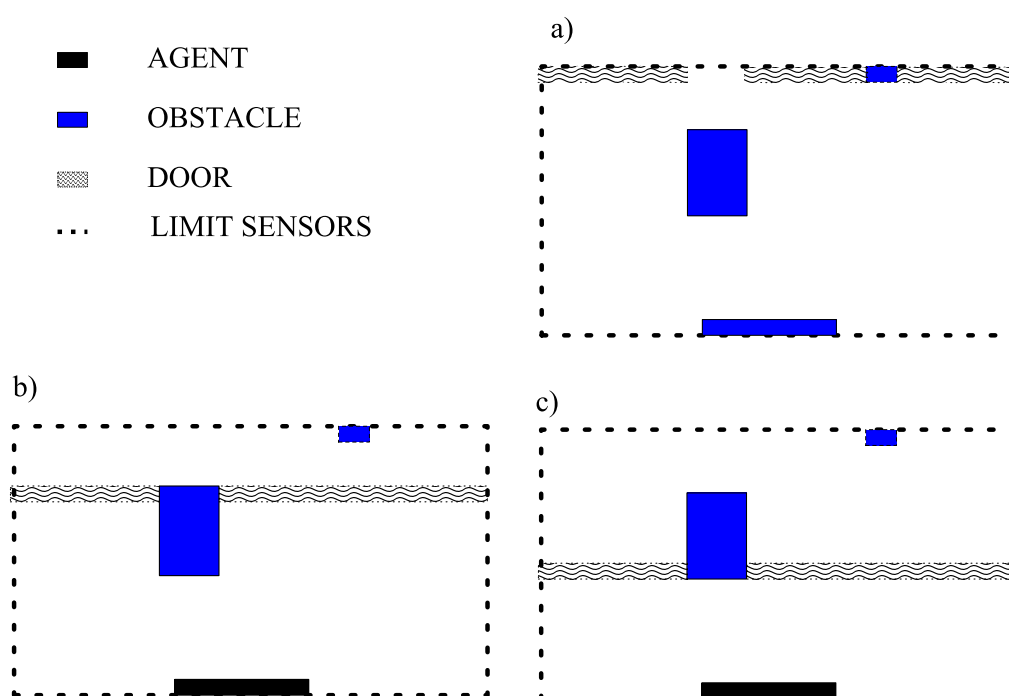 a)
AGENT
OBSTACLE
DOOR
LIMIT SENSORS
b)
c)